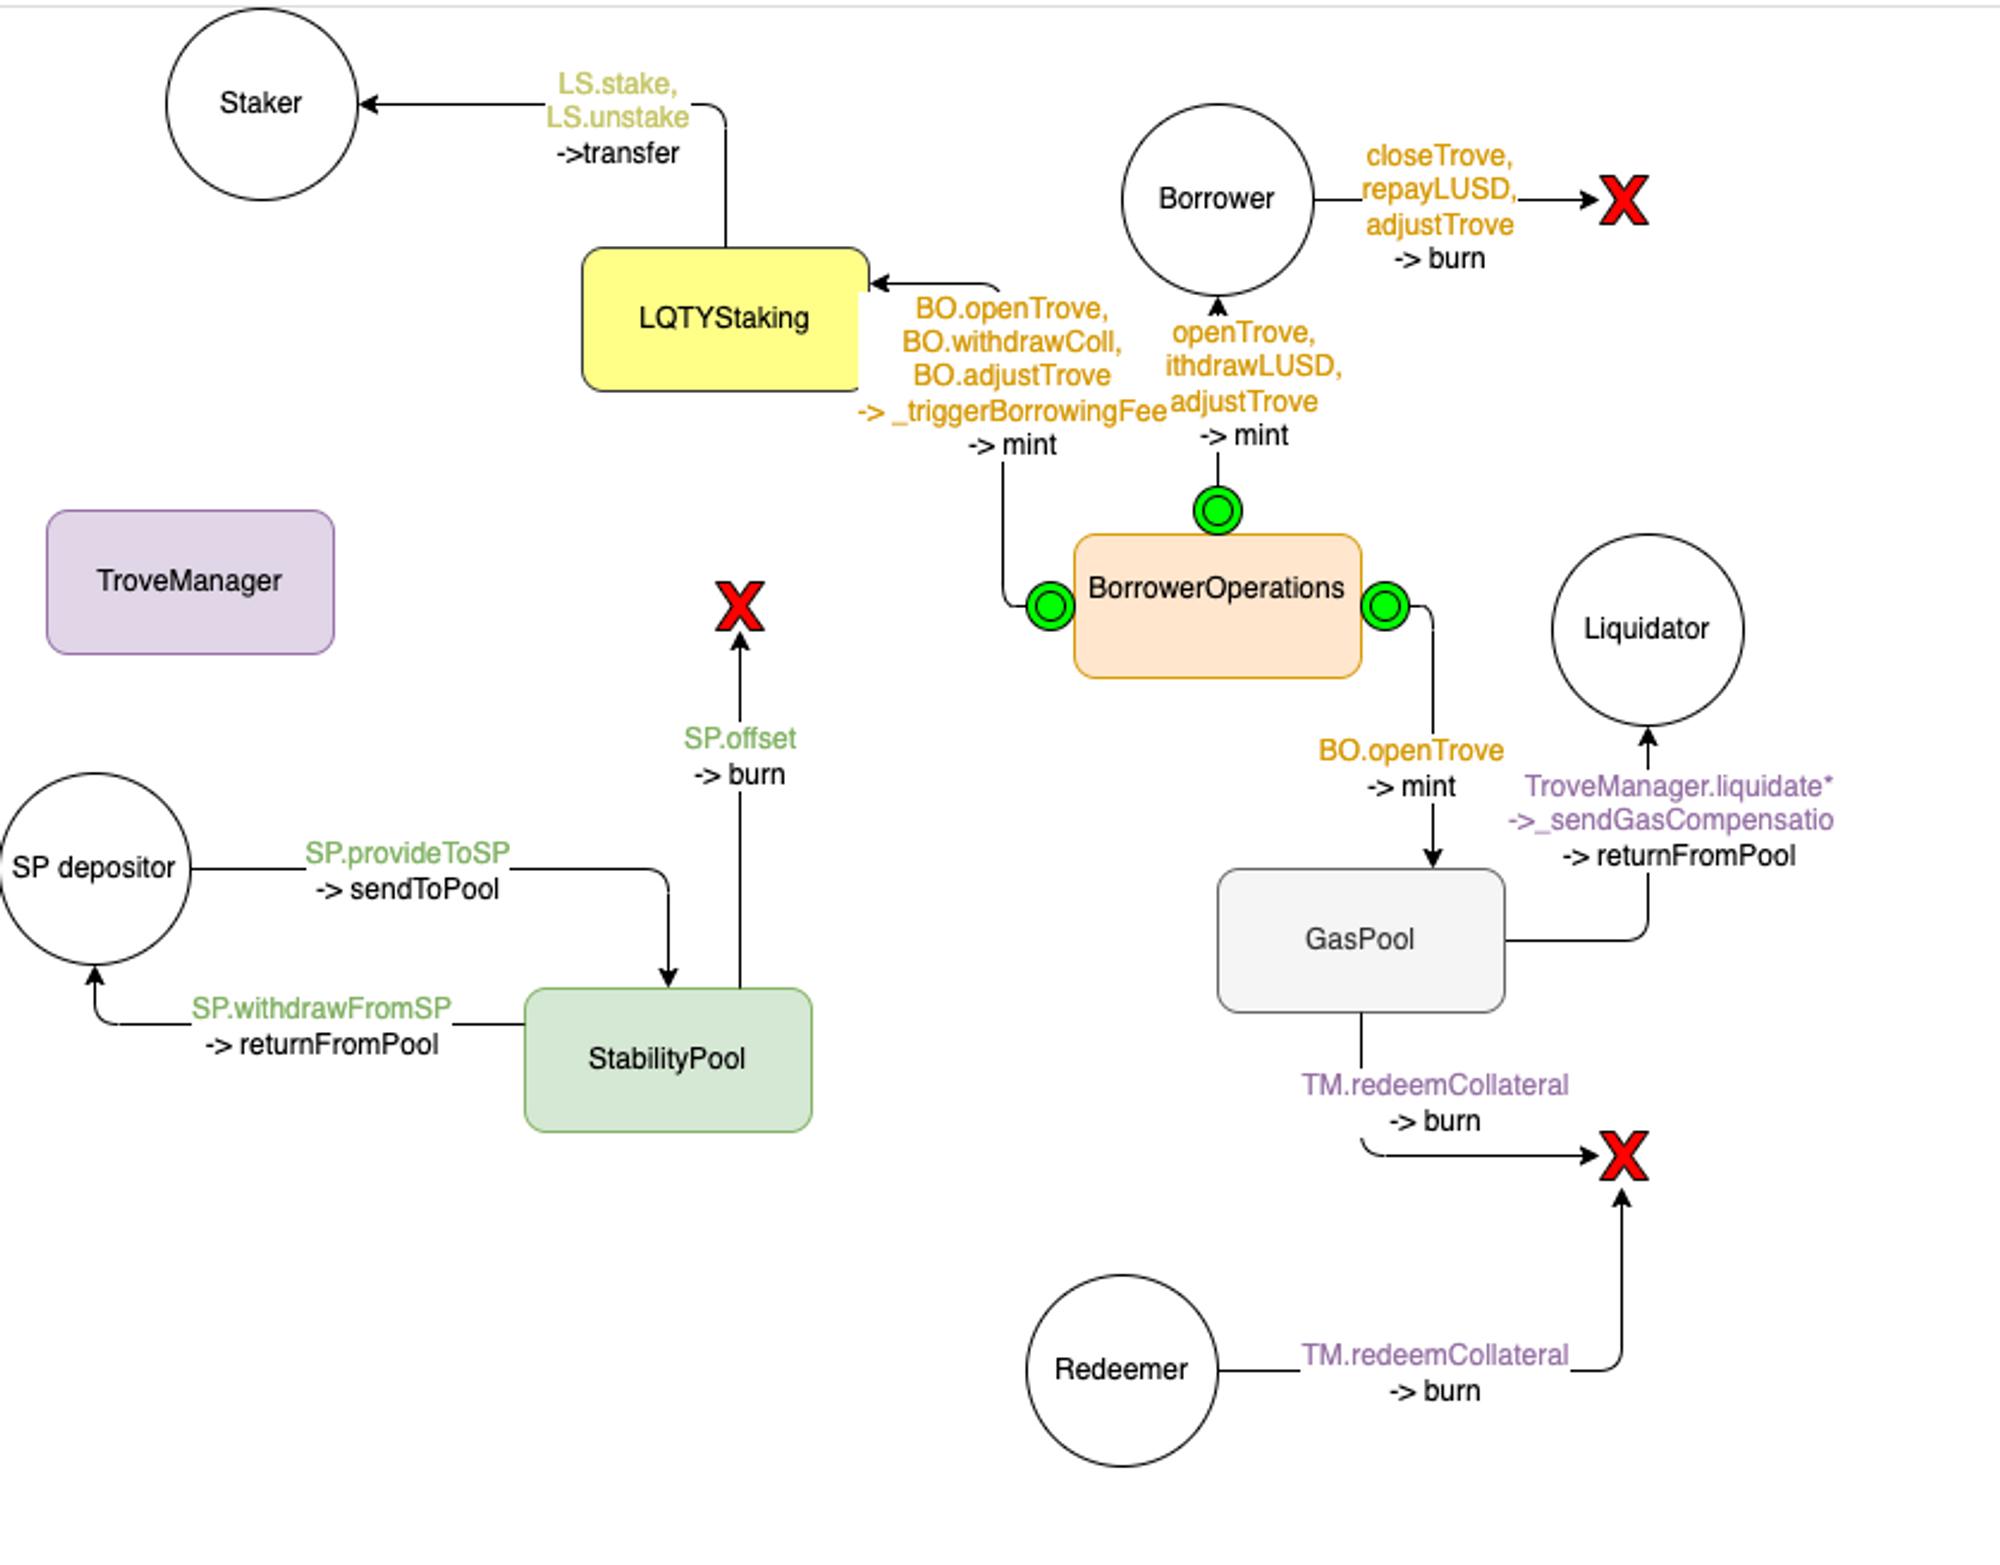 Staker
LS.stake,
LS.unstake
->transfer
Borrower
closeTrove,
repayLUSD,
adjustTrove
-> burn
X
LQTYStaking
BO.openTrove,
BO.withdrawColl,
BO.adjustTrove
-> _triggerBorrowingFee
-> mint
openTrove,
ithdrawLUSD,
adjustTrove
-> mint
TroveManager
X
BorrowerOperations
Liquidator
SP.offset
-> burn
BO.openTrove
-> mint
TroveManager.liquidate*
->_sendGasCompensatio
-> returnFromPool
SP depositor
SP.provideToSP
-> sendToPool
GasPool
SP.withdrawFromSP
-> returnFromPool
StabilityPool
TM.redeemCollateral
-> burn
X
Redeemer
TM.redeemCollateral
-> burn